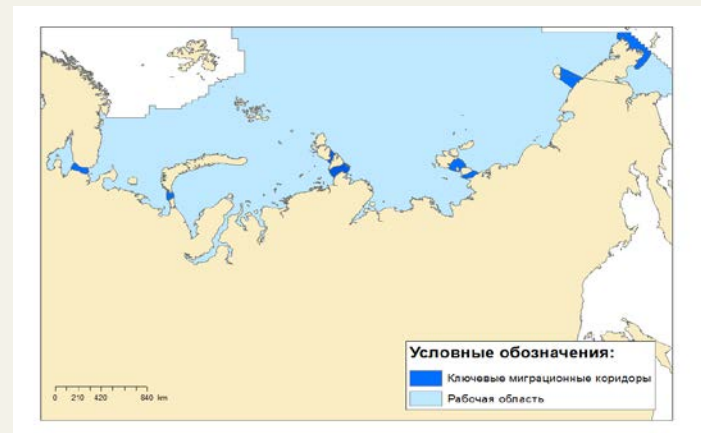 Условные обозначения:
Ключевые миграционные коридоры
Рабочая область
0 210 420 840 km